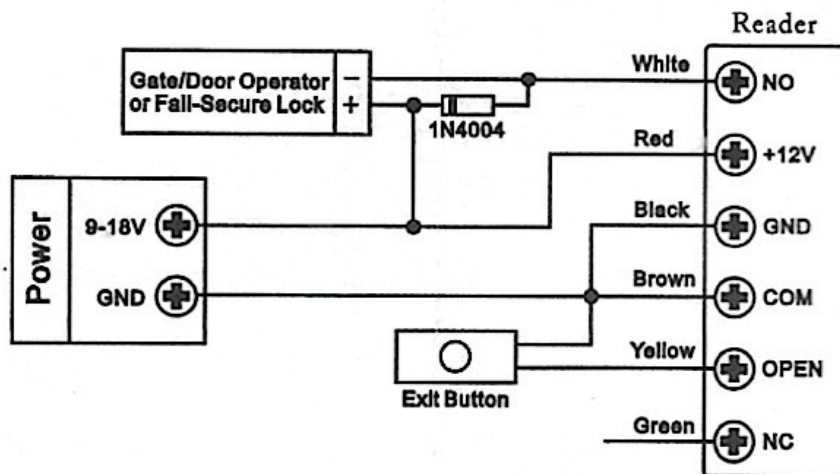 Reader
Gate/Door Operator
or Fail-Secure Lock
−
+
1N4004
White
NO
Red
+12V
Black
GND
Brown
COM
Yellow
OPEN
Green
NC
Power
9-18V
GND
Exit Button